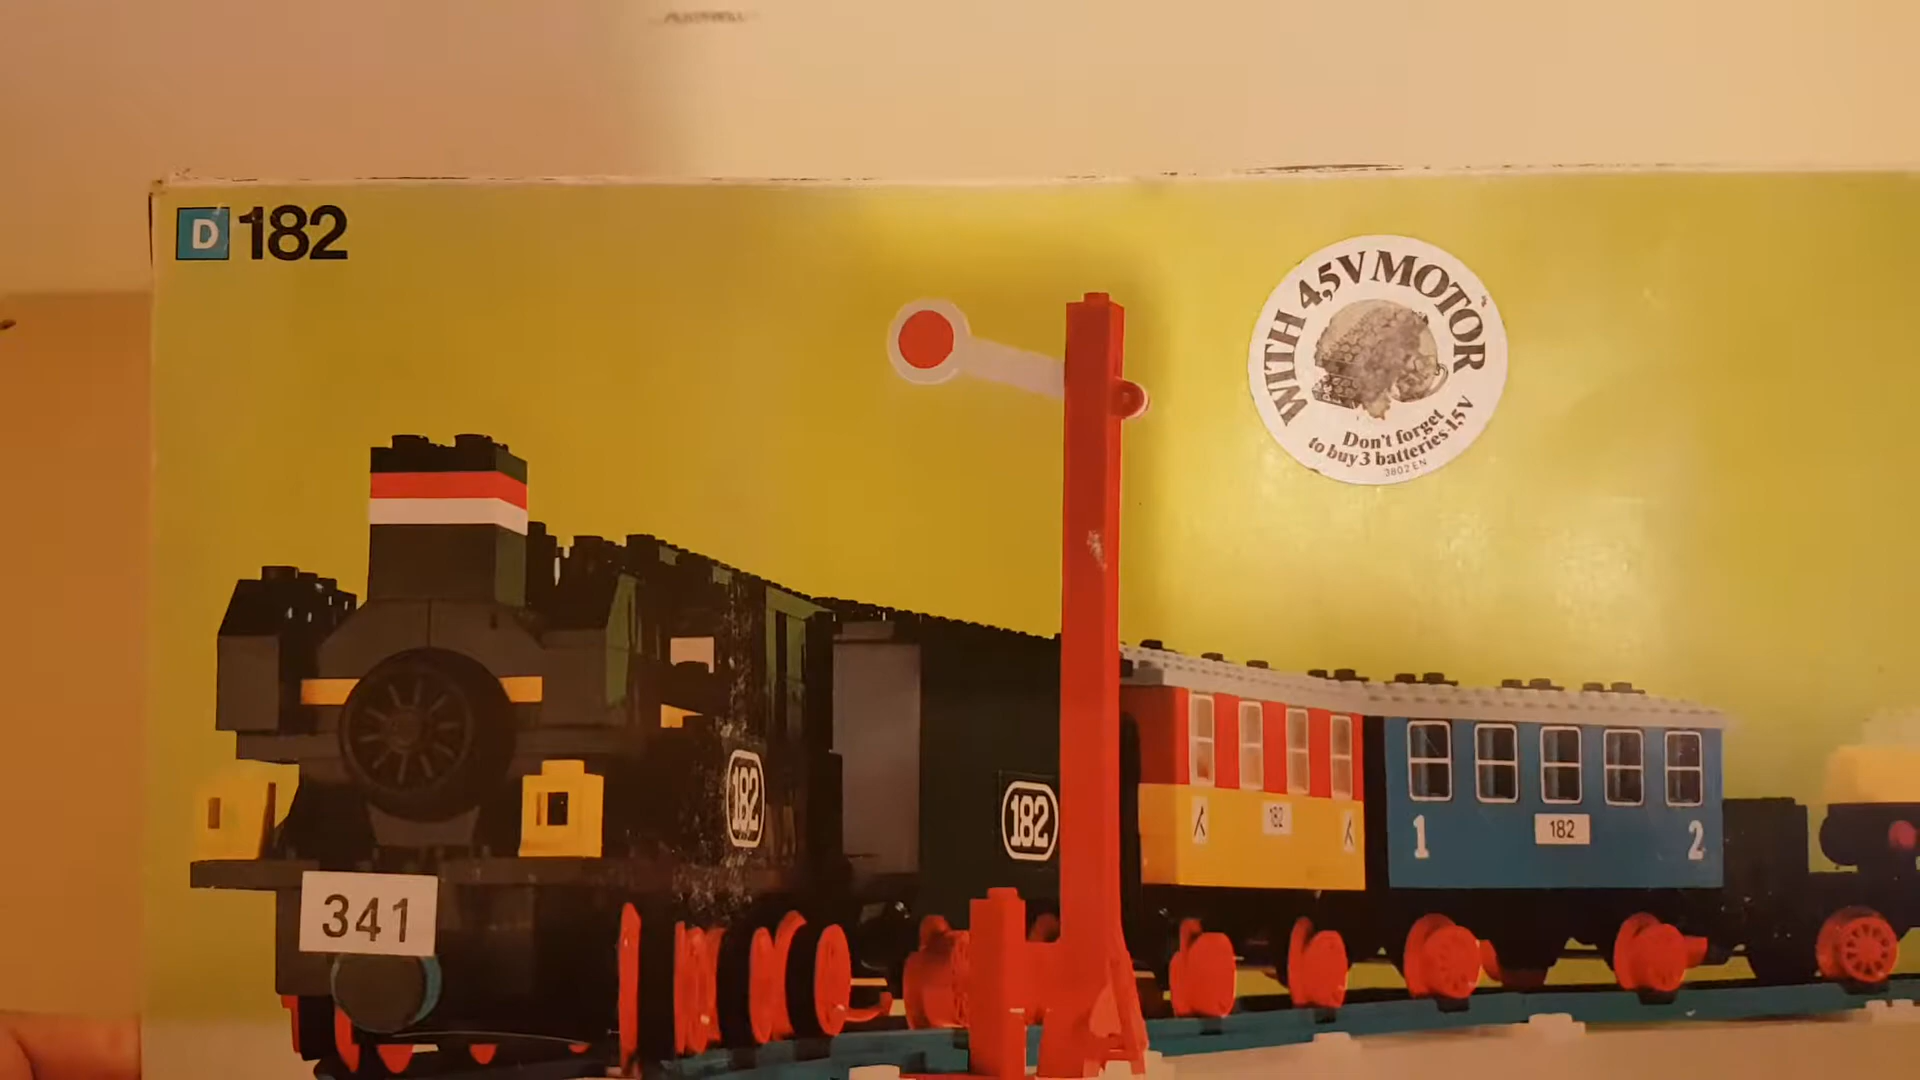 D 182
WITH 4,5V MOTOR
Don't forget
to buy 3 batteries 1,5V
3802 EN
182
182
182
1 182 2
341